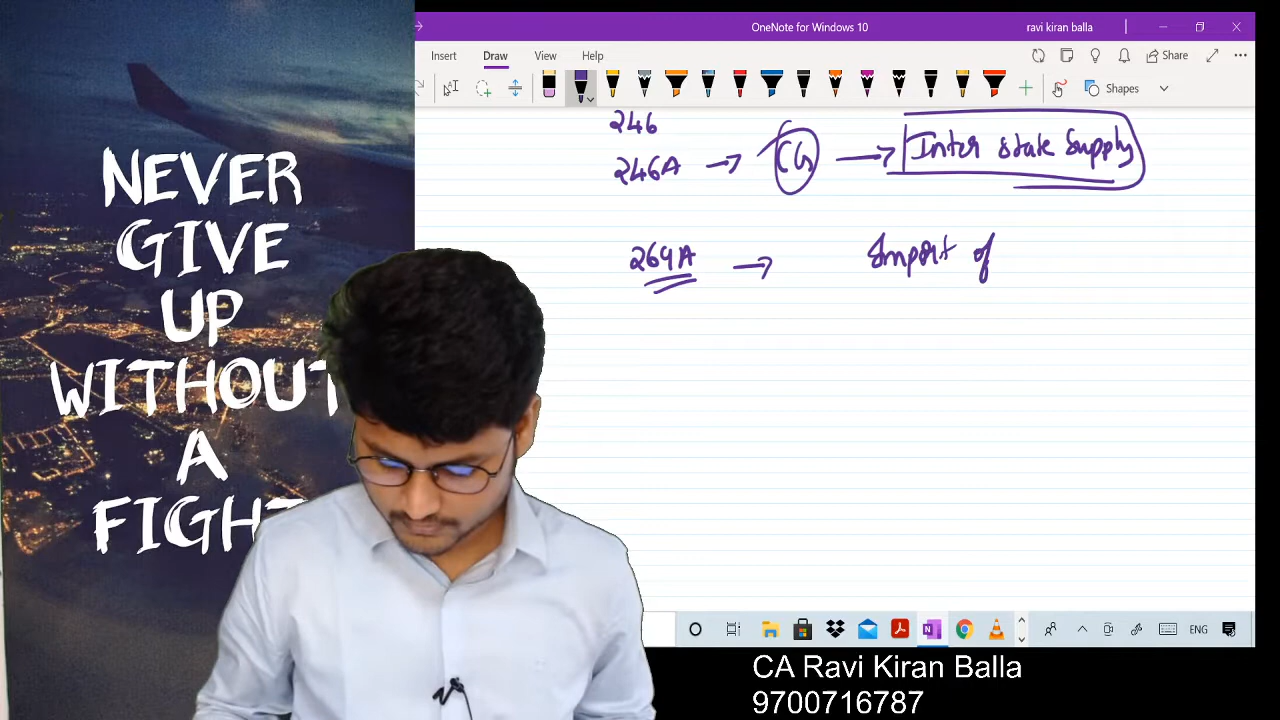 NEVER
GIVE
UP
WITHOUT
A
FIGHT
OneNote for Windows 10
ravi kiran balla
Insert Draw View Help
Share
Shapes
246
246A → CG → Inter State Supply
269A → Import of
ENG
CA Ravi Kiran Balla
9700716787